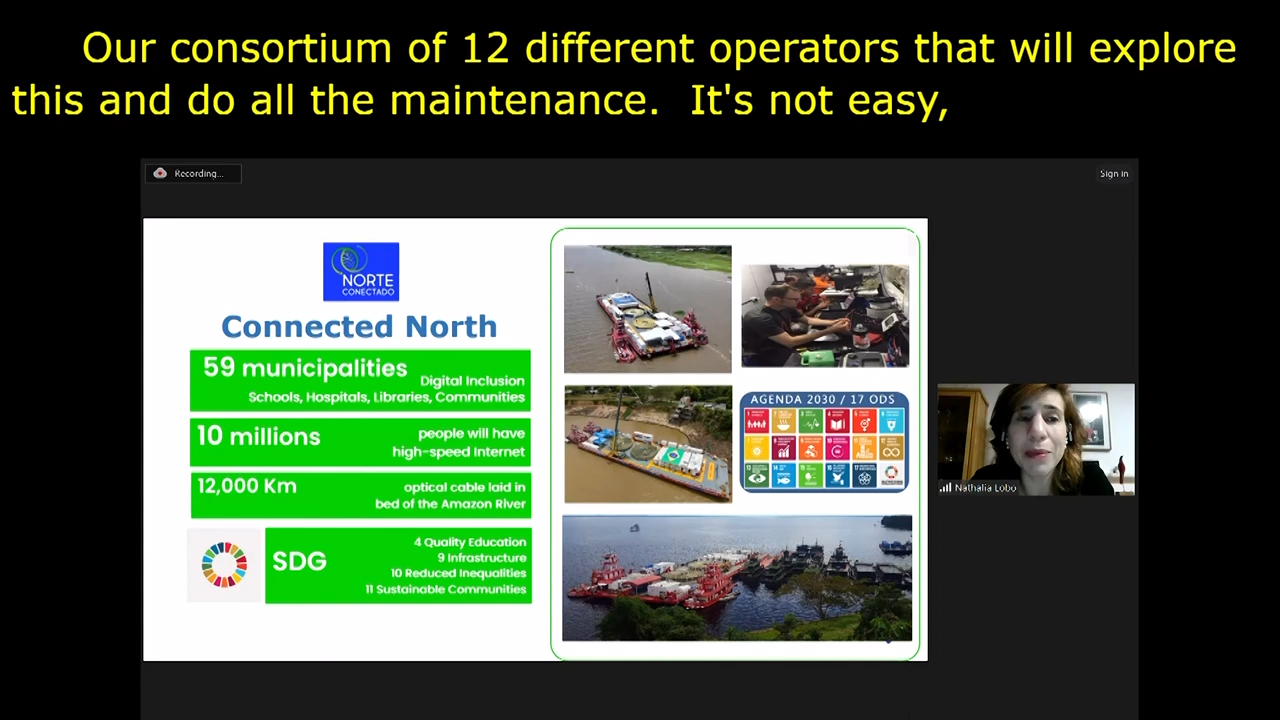 Our consortium of 12 different operators that will explore
this and do all the maintenance. It's not easy,
Recording...
Sign in
NORTE
CONECTADO
Connected North
59 municipalities
Digital Inclusion
Schools, Hospitals, Libraries, Communities
10 millions
people will have
high-speed Internet
12,000 Km
optical cable laid in
bed of the Amazon River
SDG
4 Quality Education
9 Infrastructure
10 Reduced Inequalities
11 Sustainable Communities
AGENDA 2030 / 17 ODS
Nathalia Lobo